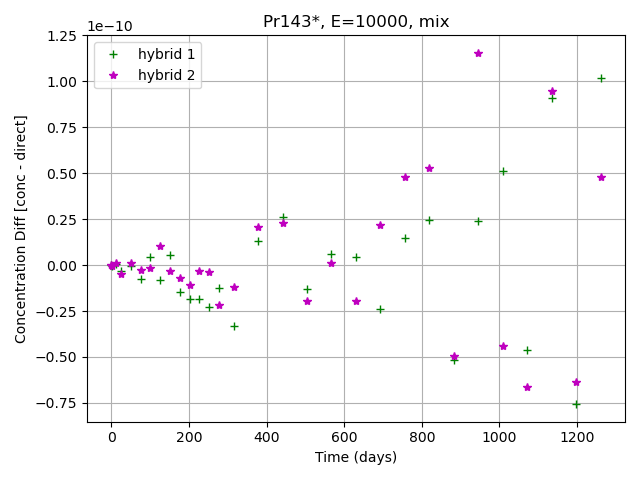 Pr143*, E=10000, mix
1e−10
hybrid 1
hybrid 2
1.25
1.00
0.75
0.50
0.25
0.00
−0.25
−0.50
−0.75
Concentration Diff [conc - direct]
0 200 400 600 800 1000 1200
Time (days)